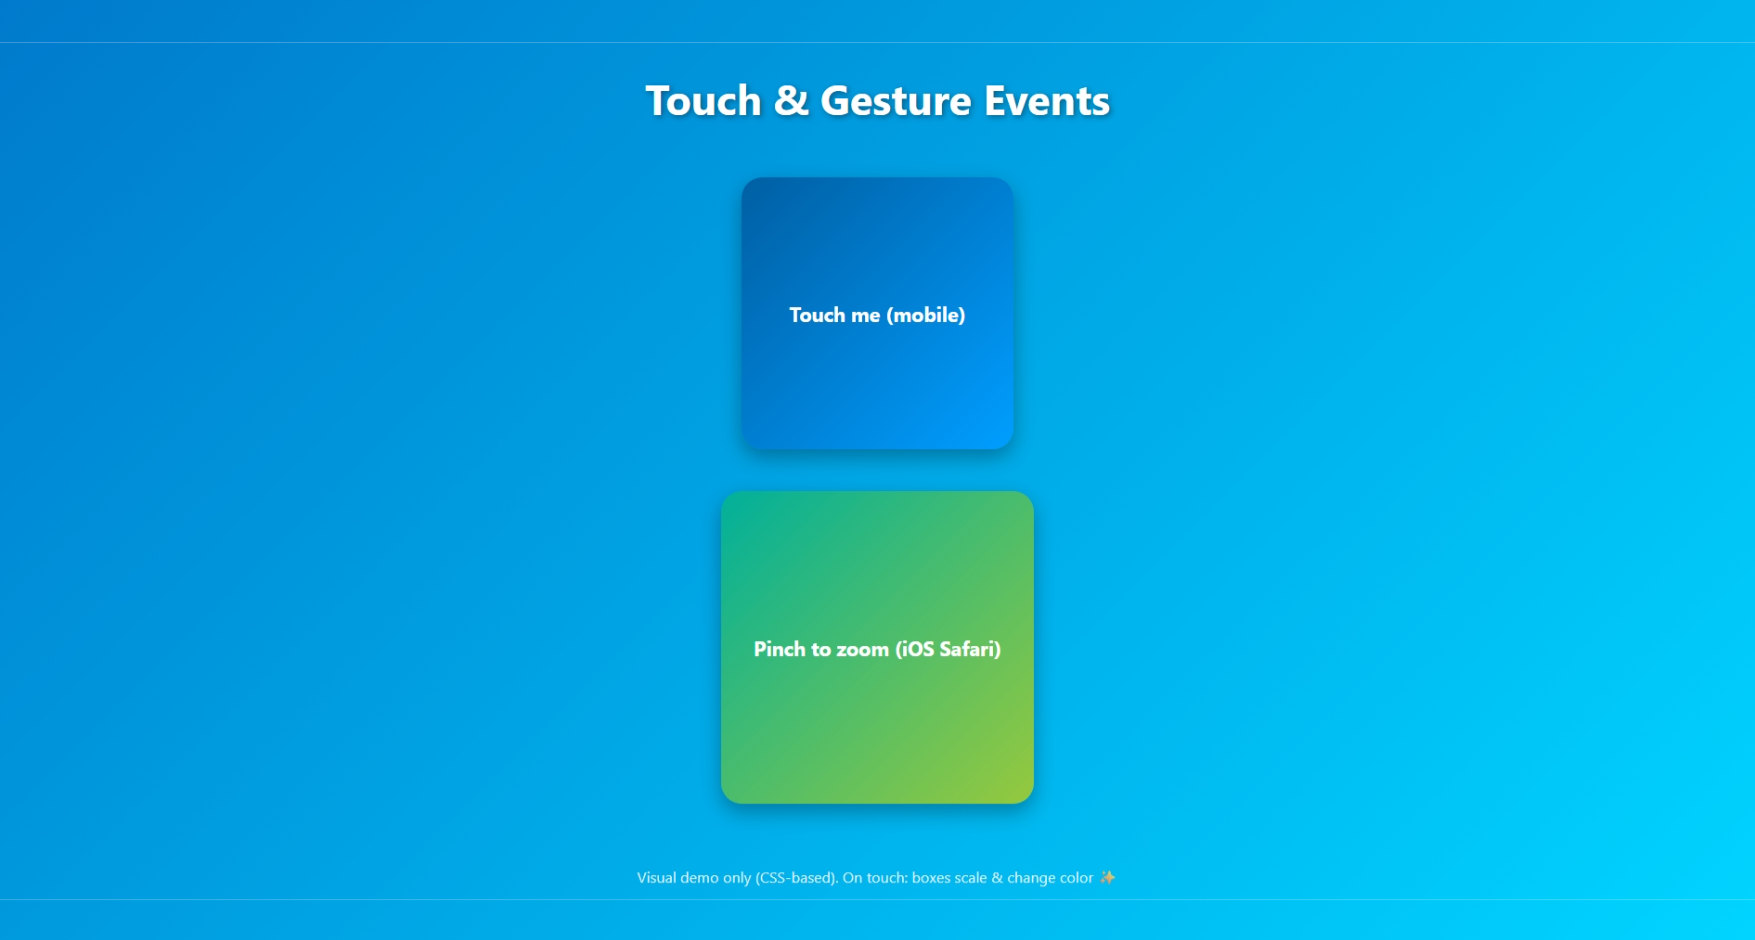 Touch & Gesture Events
Touch me (mobile)
Pinch to zoom (iOS Safari)
Visual demo only (CSS-based). On touch: boxes scale & change color ✨